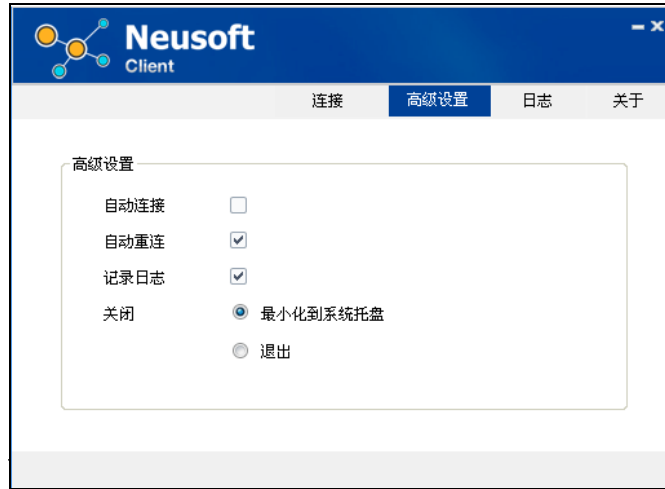 Neusoft
Client
连接 高级设置 日志 关于
高级设置
自动连接
自动重连
记录日志
关闭 最小化到系统托盘
退出